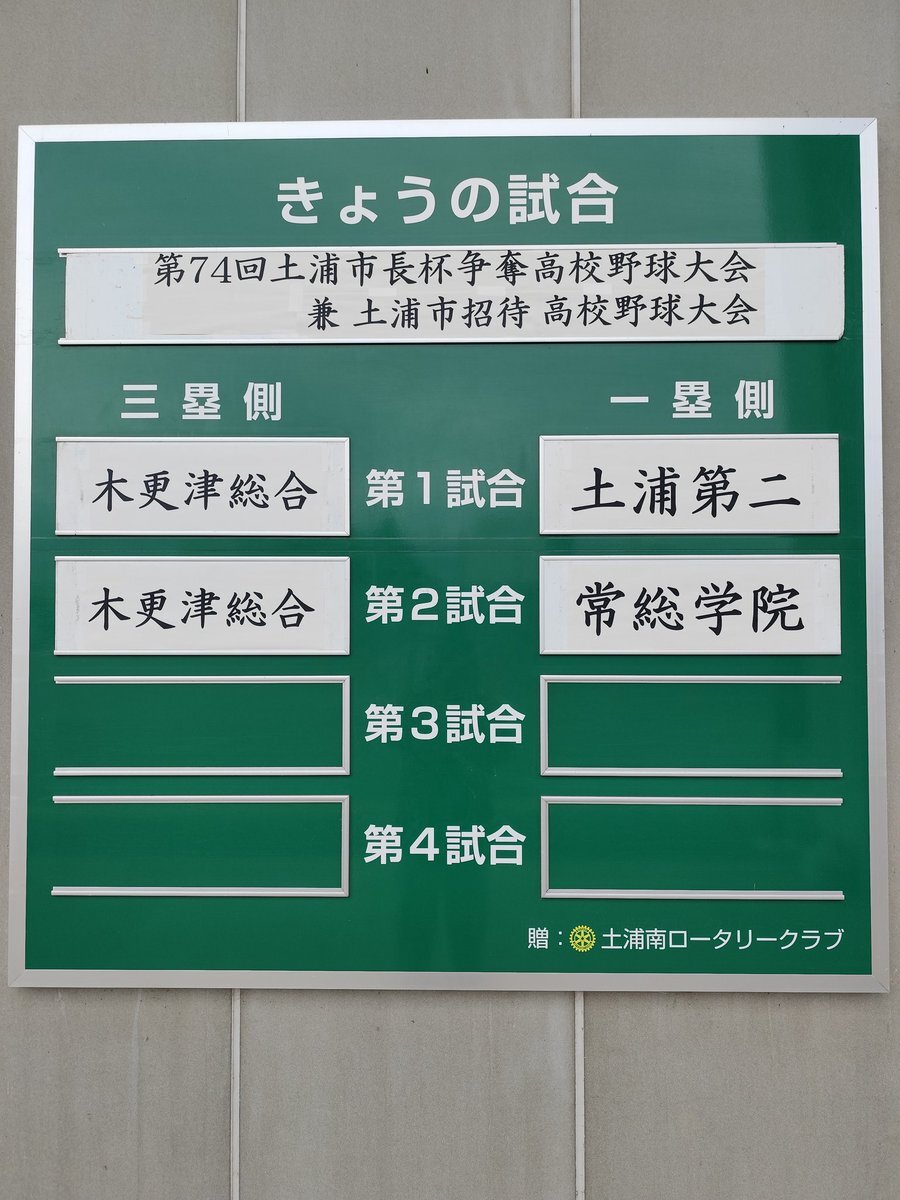 きょうの試合
第74回土浦市長杯争奪高校野球大会
兼 土浦市招待 高校野球大会
三塁側 一塁側
木更津総合 第1試合 土浦第二
木更津総合 第2試合 常総学院
第3試合
第4試合
贈：土浦南ロータリークラブ